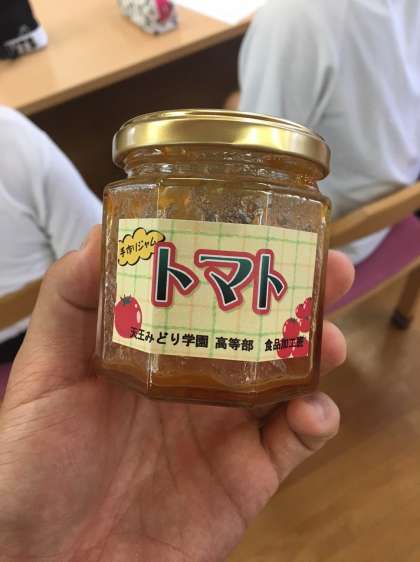 手作りジャム
トマト
天王みどり学園 高等部 食品加工班